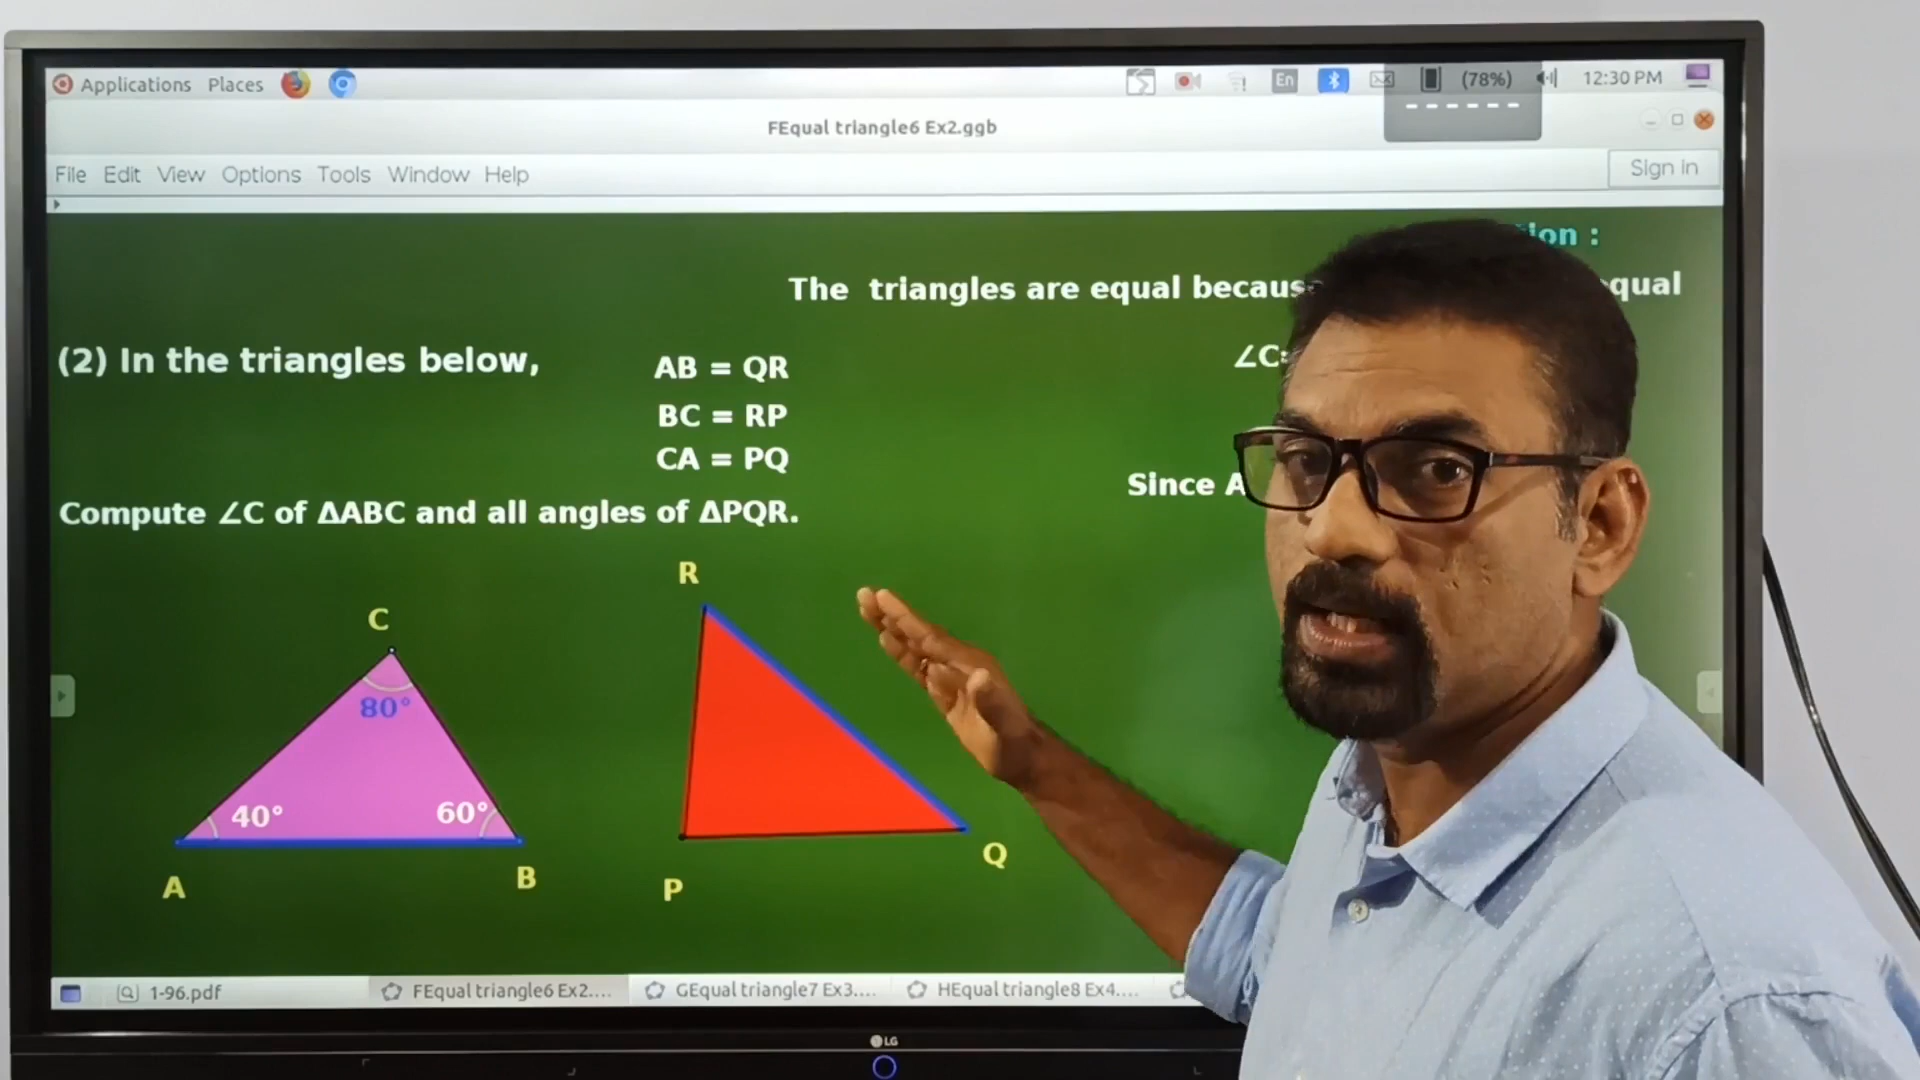 Applications Places En (78%) 12:30 PM
FEqual triangle6 Ex2.ggb
File Edit View Options Tools Window Help Sign in
The triangles are equal
(2) In the triangles below,
AB = QR
BC = RP
CA = PQ
∠C
Since
Compute ∠C of ΔABC and all angles of ΔPQR.
R
C
80°
40° 60°
A B P Q
1-96.pdf FEqual triangle6 Ex2.... GEqual triangle7 Ex3.... HEqual triangle8 Ex4....
LG